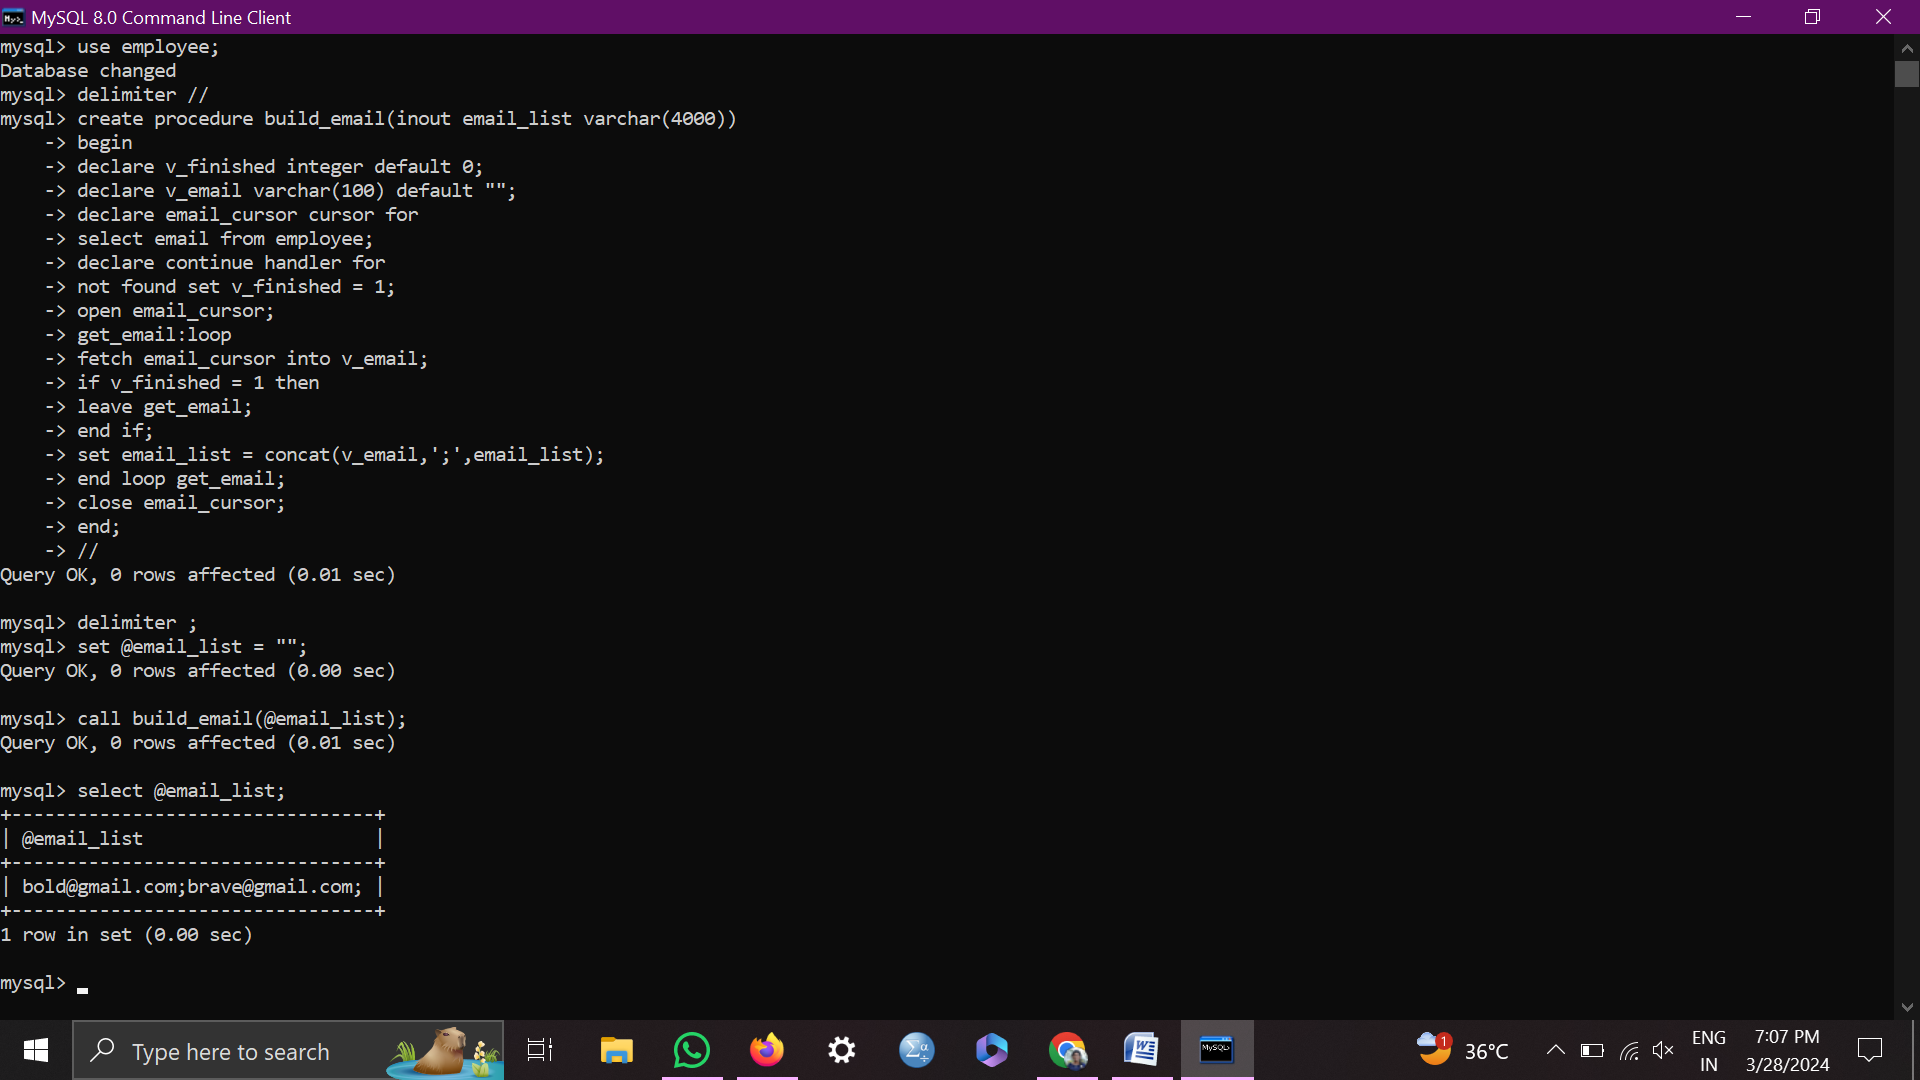 MySQL 8.0 Command Line Client
mysql> use employee;
Database changed
mysql> delimiter //
mysql> create procedure build_email(inout email_list varchar(4000))
    -> begin
    -> declare v_finished integer default 0;
    -> declare v_email varchar(100) default "";
    -> declare email_cursor cursor for
    -> select email from employee;
    -> declare continue handler for
    -> not found set v_finished = 1;
    -> open email_cursor;
    -> get_email:loop
    -> fetch email_cursor into v_email;
    -> if v_finished = 1 then
    -> leave get_email;
    -> end if;
    -> set email_list = concat(v_email,';',email_list);
    -> end loop get_email;
    -> close email_cursor;
    -> end;
    -> //
Query OK, 0 rows affected (0.01 sec)
mysql> delimiter ;
mysql> set @email_list = "";
Query OK, 0 rows affected (0.00 sec)
mysql> call build_email(@email_list);
Query OK, 0 rows affected (0.01 sec)
mysql> select @email_list;
+---------------------------------+
| @email_list                     |
+---------------------------------+
| bold@gmail.com;brave@gmail.com; |
+---------------------------------+
1 row in set (0.00 sec)
mysql>
Type here to search
MySQL
1
36°C
ENG
IN
7:07 PM
3/28/2024